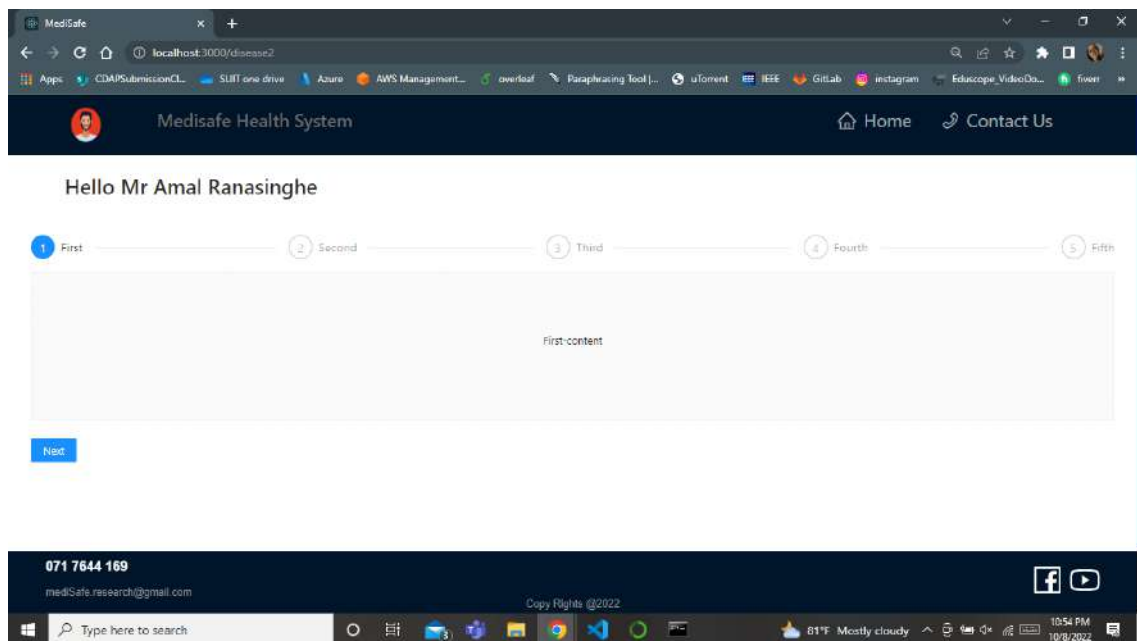 MediSafe
localhost:3000/disease2
Apps CDAPSubmissionCl... SLIIT one drive Azure AWS Management... overleaf Paraphrasing Tool |... uTorrent IEEE GitLab instagram Eduscope_VideoDo... fiverr »
Medisafe Health System Home Contact Us
Hello Mr Amal Ranasinghe
1 First 2 Second 3 Third 4 Fourth 5 Fifth
First-content
Next
071 7644 169
mediSafe.research@gmail.com
Copy Rights @2022
Type here to search 81°F Mostly cloudy 10:54 PM
10/8/2022